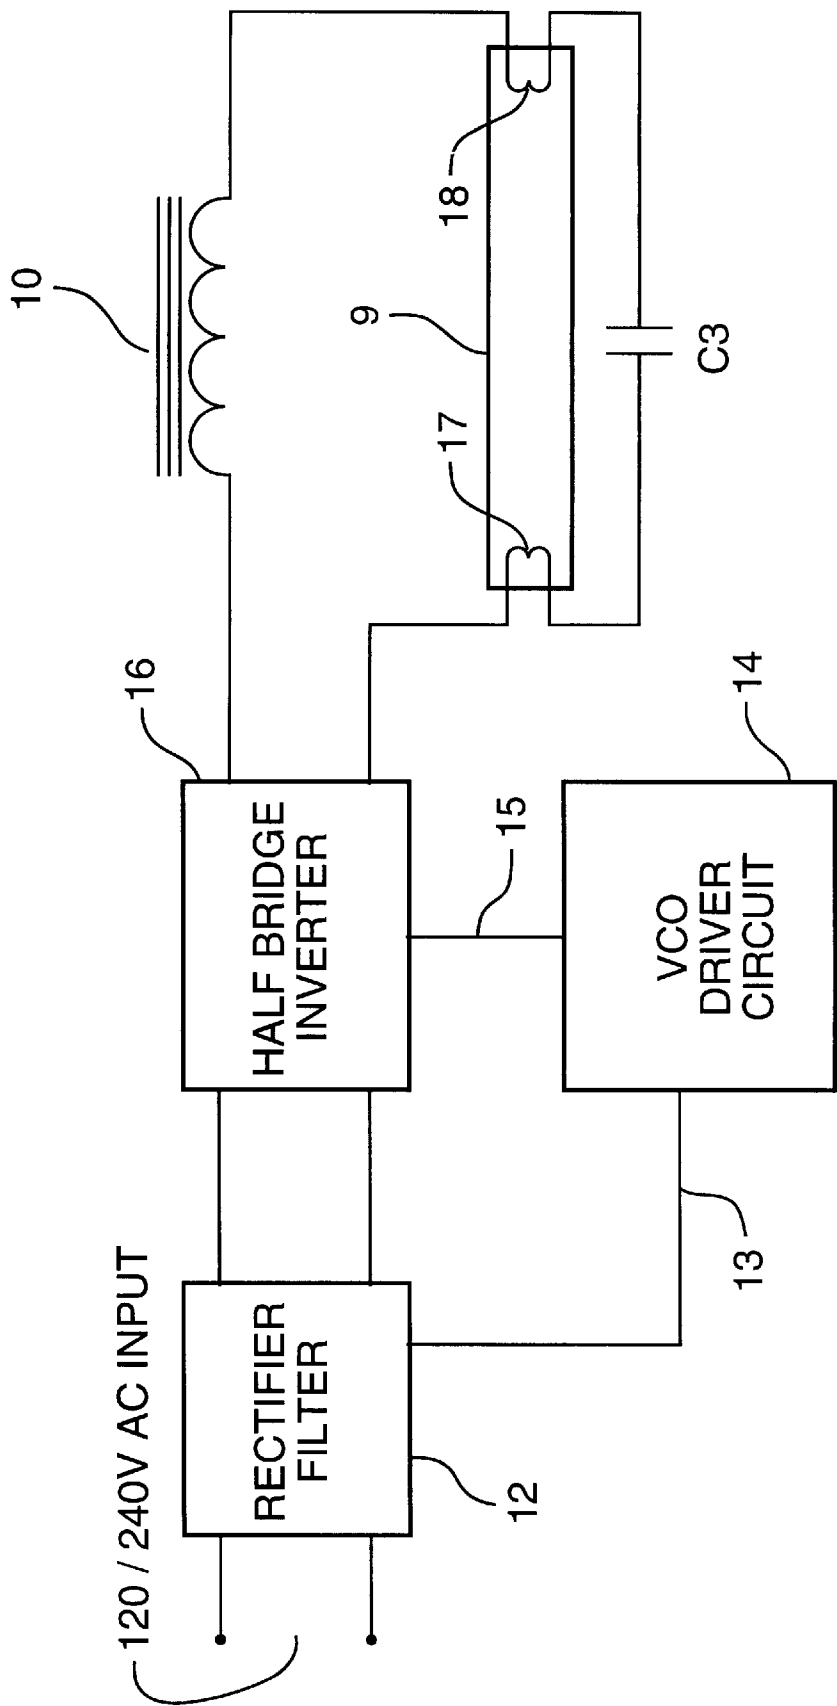 120 / 240V AC INPUT
RECTIFIER
FILTER
12
13
HALF BRIDGE
INVERTER
16
15
VCO
DRIVER
CIRCUIT
14
10
9
17
18
C3